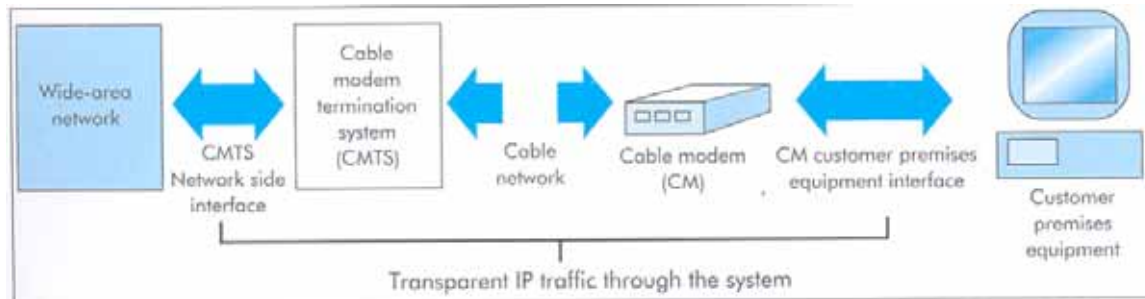 Wide-area
network
CMTS
Network side
interface
Cable
modem
termination
system
(CMTS)
Cable
network
Cable modem
(CM)
CM customer premises
equipment interface
Customer
premises
equipment
Transparent IP traffic through the system